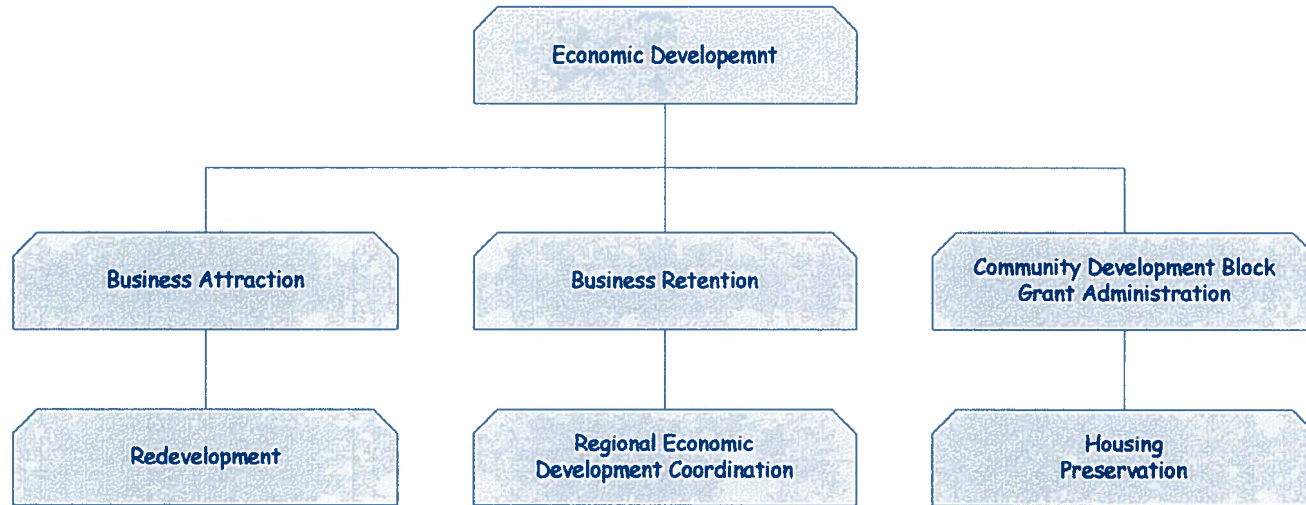 Economic Developemnt
Business Attraction
Business Retention
Community Development Block
Grant Administration
Redevelopment
Regional Economic
Development Coordination
Housing
Preservation